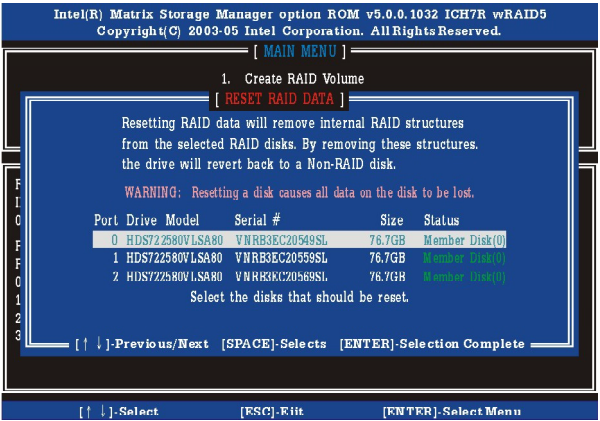 Intel(R) Matrix Storage Manager option ROM v5.0.0.1032 ICH7R wRAID5
Copyright(C) 2003-05 Intel Corporation. All Rights Reserved.
[ MAIN MENU ]
1. Create RAID Volume
[ RESET RAID DATA ]
Resetting RAID data will remove internal RAID structures
from the selected RAID disks. By removing these structures.
the drive will revert back to a Non-RAID disk.
WARNING: Resetting a disk causes all data on the disk to be lost.
Port Drive Model Serial # Size Status
0 HDS722580VLSA80 VNRB3EC20549SL 76.7GB Member Disk(0)
1 HDS722580VLSA80 VNRB3EC20559SL 76.7GB Member Disk(0)
2 HDS722580VLSA80 VNRB3EC20569SL 76.7GB Member Disk(0)
Select the disks that should be reset.
[↑ ↓]-Previous/Next [SPACE]-Selects [ENTER]-Selection Complete
[↑ ↓]-Select [ESC]-Eiit [ENTER]-Select Menu